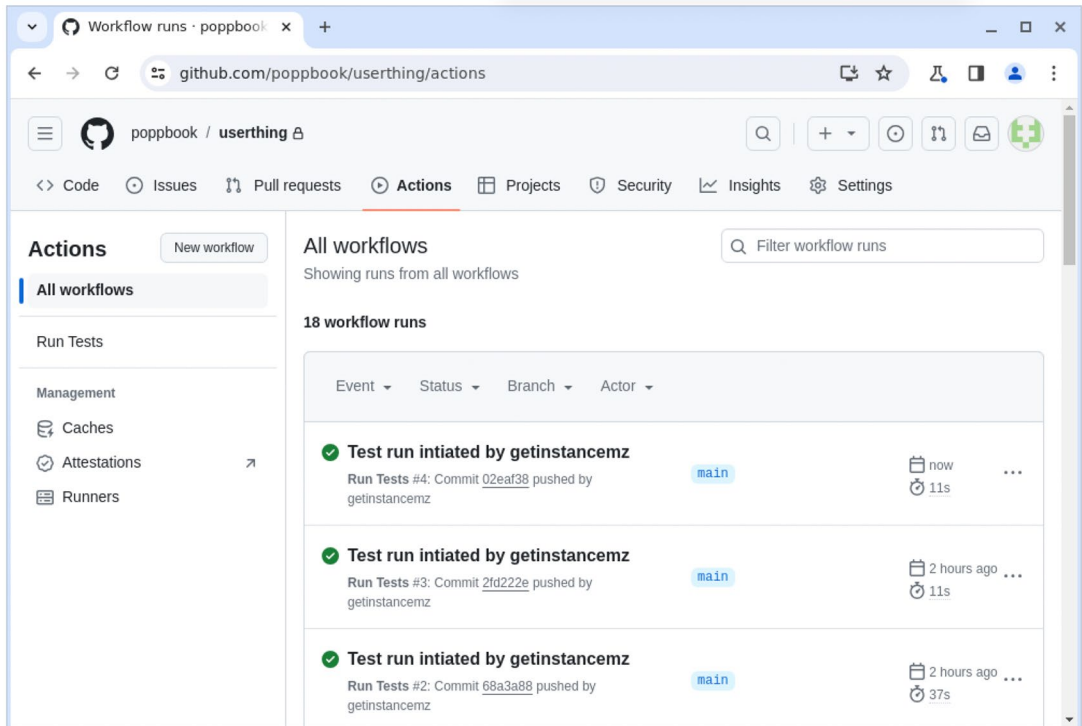 Workflow runs · poppbook
github.com/poppbook/userthing/actions
poppbook / userthing
Code Issues Pull requests Actions Projects Security Insights Settings
Actions New workflow
All workflows
Run Tests
Management
Caches
Attestations
Runners
All workflows
Filter workflow runs
Showing runs from all workflows
18 workflow runs
Event Status Branch Actor
Test run intiated by getinstancemz
Run Tests #4: Commit 02eaf38 pushed by
getinstancemz
main
now
11s
Test run intiated by getinstancemz
Run Tests #3: Commit 2fd222e pushed by
getinstancemz
main
2 hours ago
11s
Test run intiated by getinstancemz
Run Tests #2: Commit 68a3a88 pushed by
getinstancemz
main
2 hours ago
37s